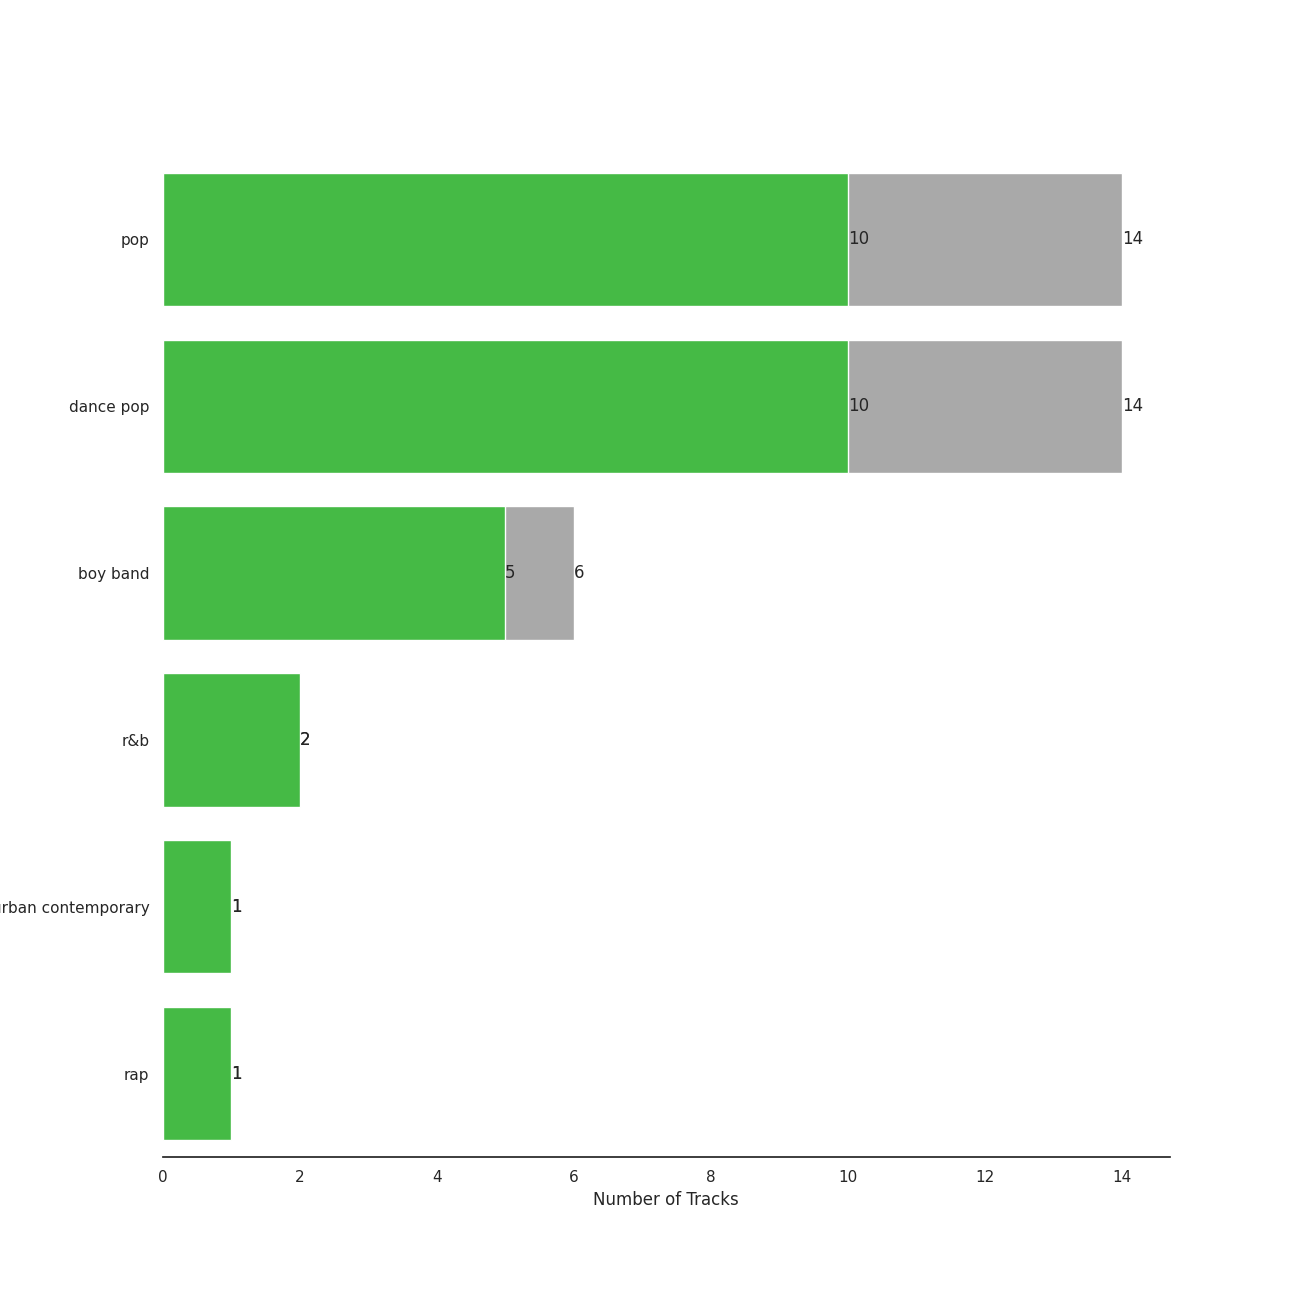 pop 10 14
dance pop 10 14
boy band 5 6
r&b 2
contemporary 1
rap 1
0 2 4 6 8 10 12 14
Number of Tracks